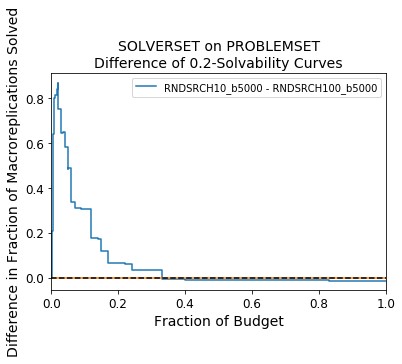 SOLVERSET on PROBLEMSET
Difference of 0.2-Solvability Curves
RNDSRCH10_b5000 - RNDSRCH100_b5000
Difference in Fraction of Macroreplications Solved
0.8
0.6
0.4
0.2
0.0
0.0 0.2 0.4 0.6 0.8 1.0
Fraction of Budget